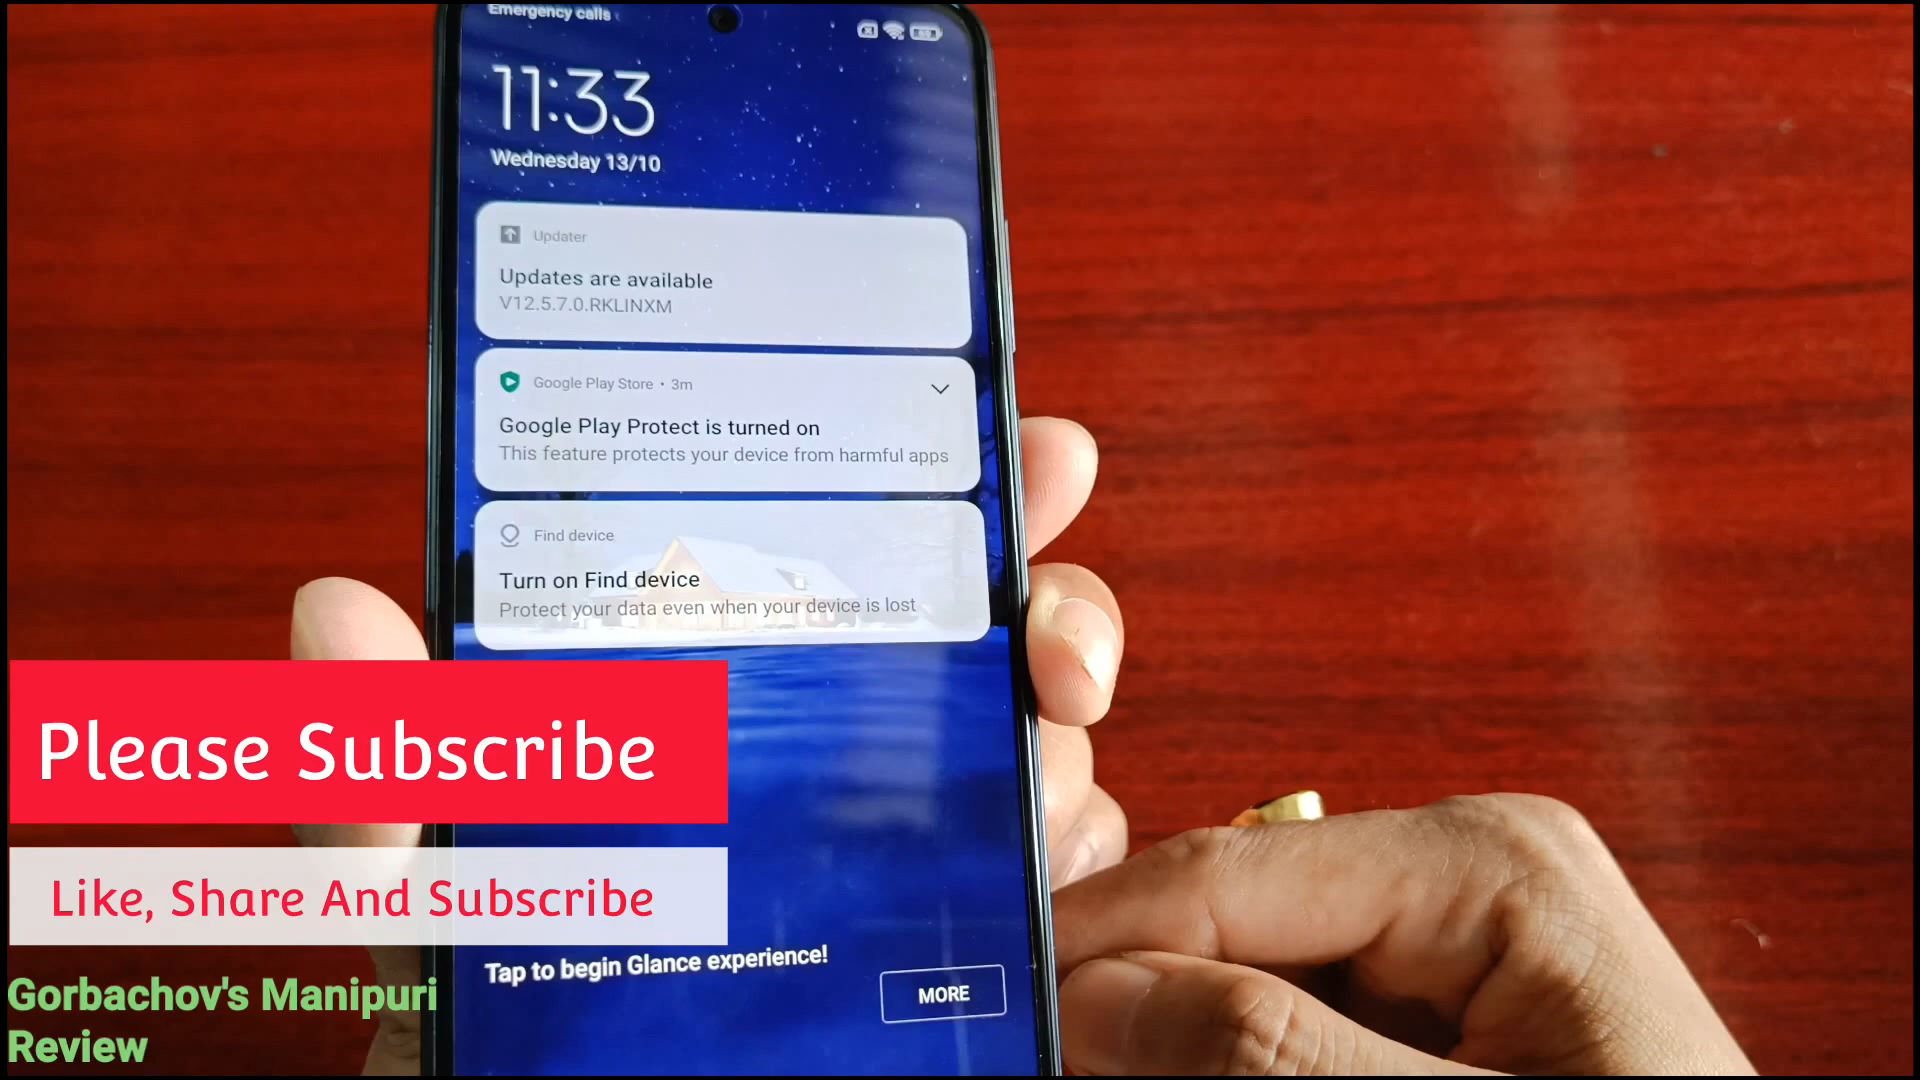 Emergency calls
11:33
Wednesday 13/10
Updater
Updates are available
V12.5.7.0.RKLINXM
Google Play Store • 3m
Google Play Protect is turned on
This feature protects your device from harmful apps
Find device
Turn on Find device
Protect your data even when your device is lost
Please Subscribe
Like, Share And Subscribe
Tap to begin Glance experience!
MORE
Gorbachov's Manipuri
Review